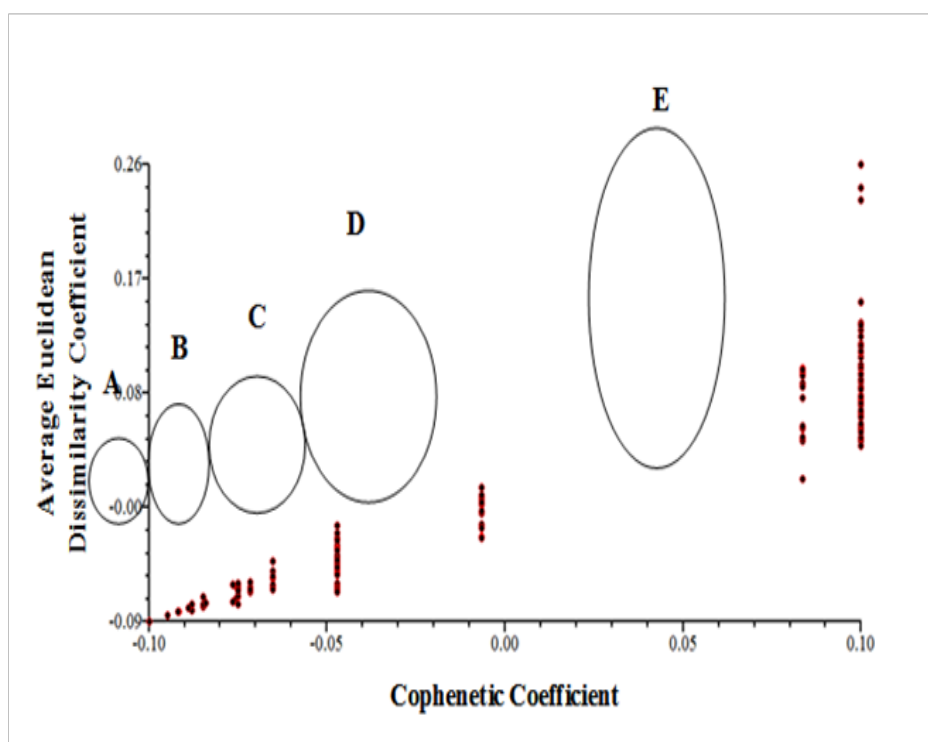 E
0.26
D
0.17
C
B
A
0.08
-0.00
-0.09
Average Euclidean
Dissimilarity Coefficient
-0.10
-0.05
0.00
0.05
0.10
Cophenetic Coefficient